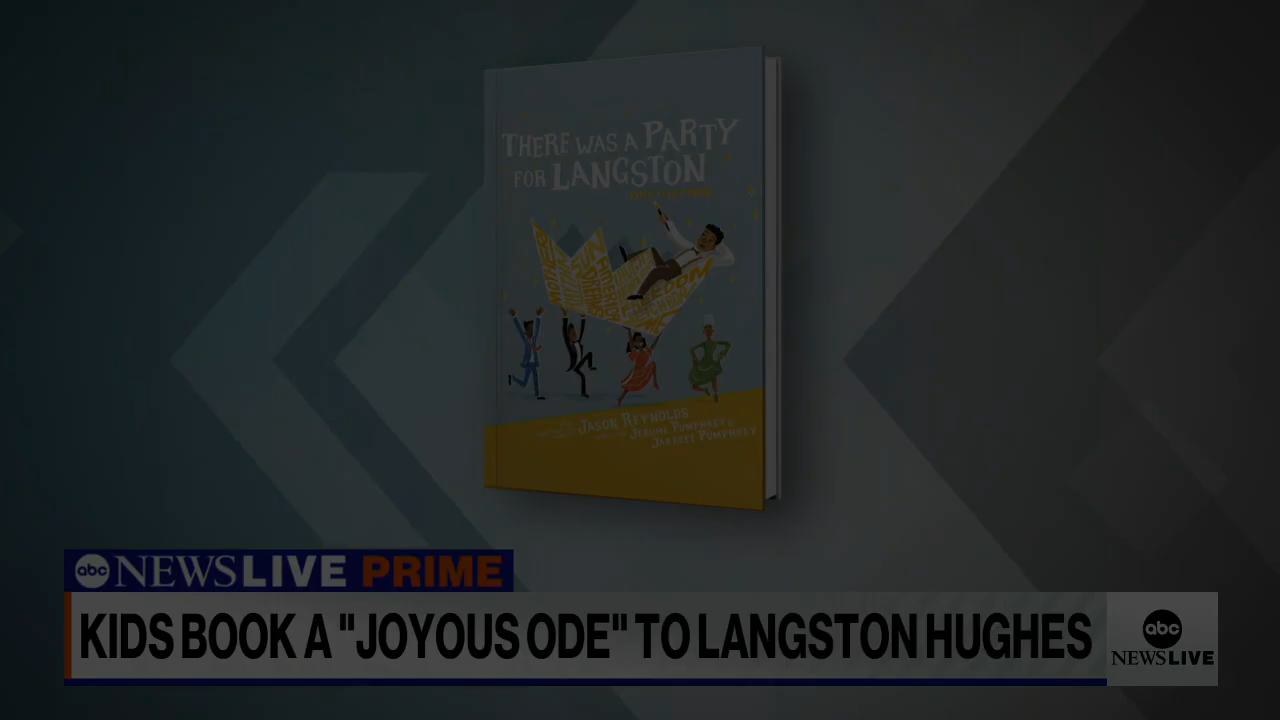 THERE WAS A PARTY
FOR LANGSTON
JASON REYNOLDS
JEROME PUMPHREY &
JARRETT PUMPHREY
abc NEWS LIVE PRIME
KIDS BOOK A "JOYOUS ODE" TO LANGSTON HUGHES
abc
NEWS LIVE